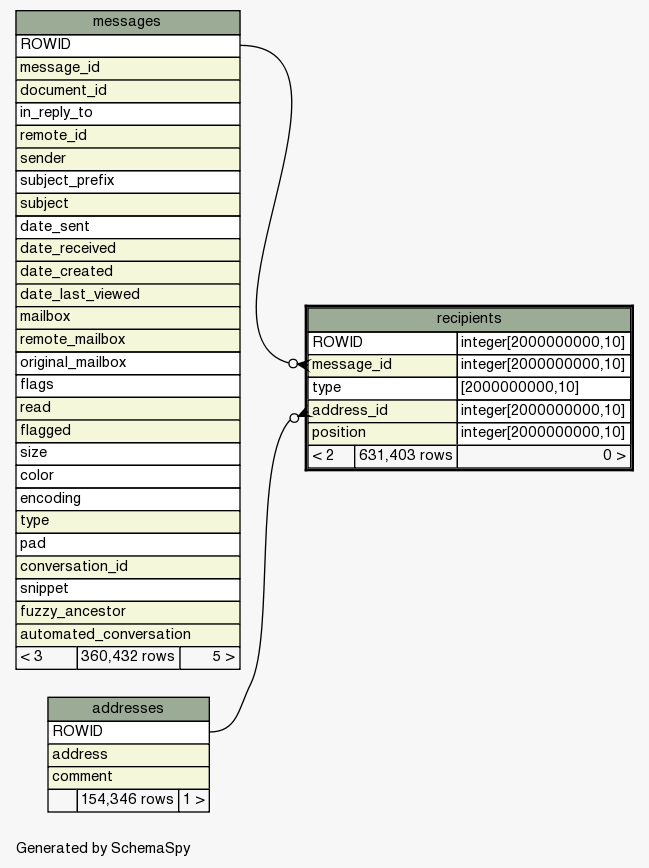 messages
ROWID
message_id
document_id
in_reply_to
remote_id
sender
subject_prefix
subject
date_sent
date_received
date_created
date_last_viewed
mailbox
remote_mailbox
original_mailbox
flags
read
flagged
size
color
encoding
type
pad
conversation_id
snippet
fuzzy_ancestor
automated_conversation
< 3 360,432 rows 5 >
recipients
ROWID integer[2000000000,10]
message_id integer[2000000000,10]
type [2000000000,10]
address_id integer[2000000000,10]
position integer[2000000000,10]
< 2 631,403 rows 0 >
addresses
ROWID
address
comment
154,346 rows 1 >
Generated by SchemaSpy